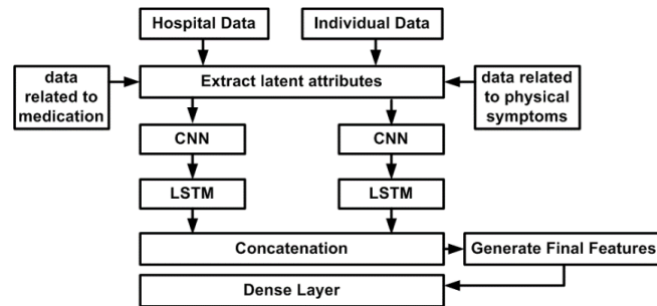 Hospital Data
Individual Data
data
related to
medication
Extract latent attributes
data related
to physical
symptoms
CNN
CNN
LSTM
LSTM
Concatenation
Generate Final Features
Dense Layer